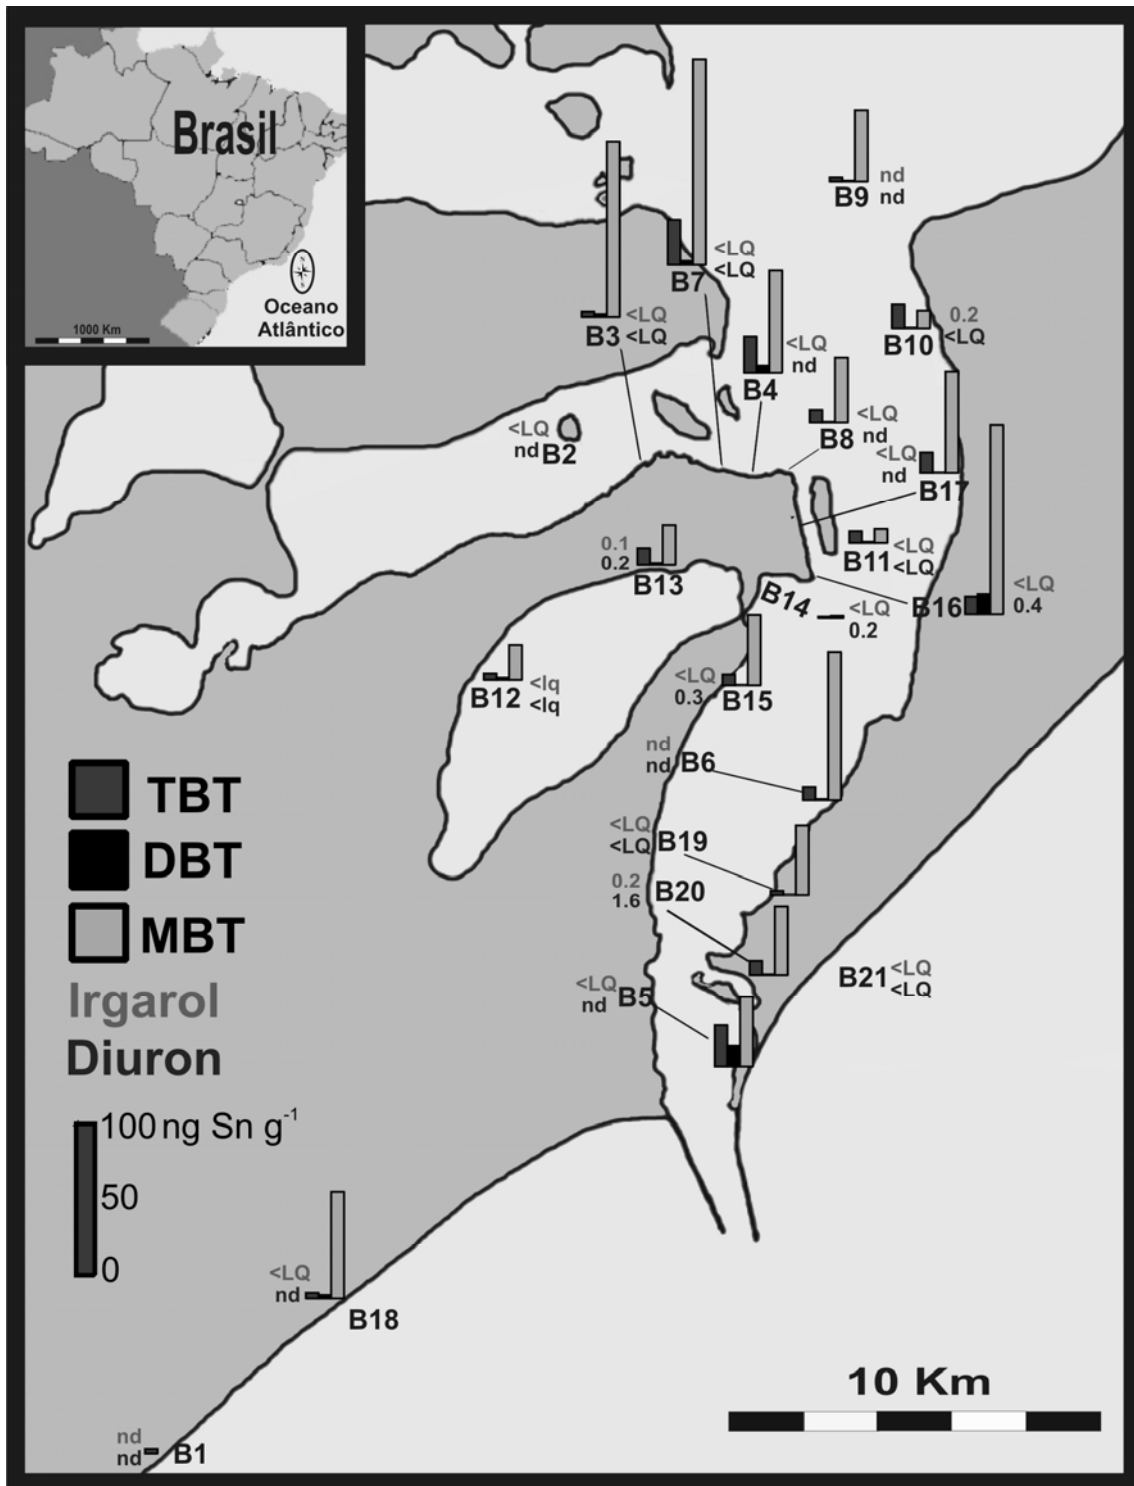 Brasil
Oceano
Atlântico
1000 Km
nd
B9 nd
<LQ
B7 <LQ
<LQ
B3 <LQ
0.2
B10 <LQ
<LQ
nd
B4
<LQ
nd
B8
<LQ
nd B2
<LQ
nd
B17
0.1
0.2
B13
B11 <LQ
<LQ
B14
<LQ
0.2
B16
<LQ
0.4
B12 <lq
<lq
<LQ
0.3 B15
nd
nd B6
TBT
DBT
MBT
Irgarol
Diuron
<LQ
<LQ B19
0.2
1.6 B20
<LQ
nd B5
B21 <LQ
<LQ
100 ng Sn g-1
50
0
<LQ
nd
B18
10 Km
nd
nd B1